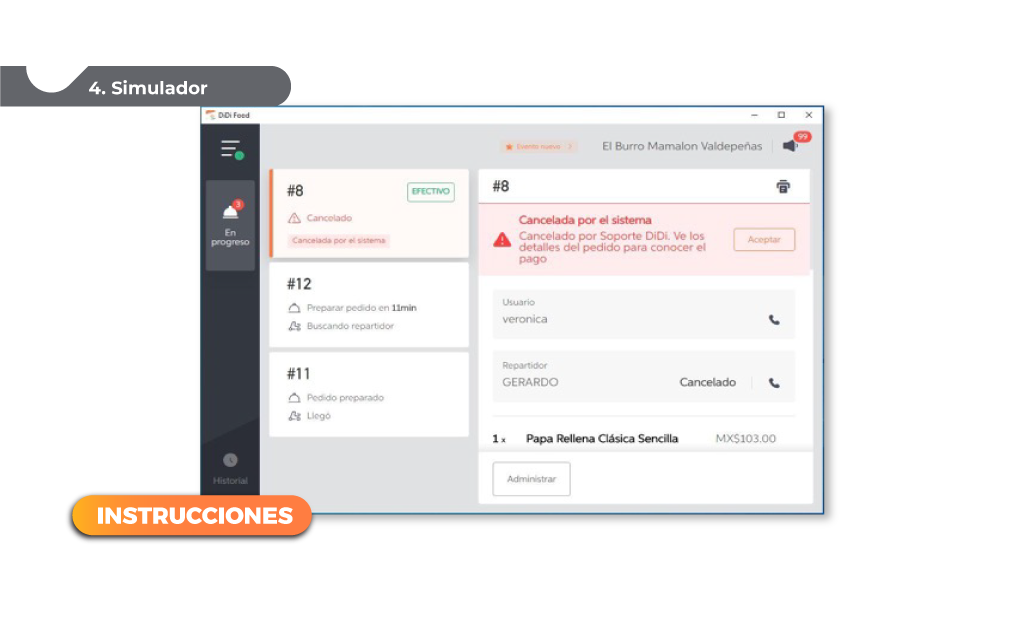 4. Simulador
DiDi Food
Evento nuevo
El Burro Mamalon Valdepeñas
99
3
En
progreso
Historial
#8
EFECTIVO
Cancelado
Cancelada por el sistema
#12
Preparar pedido en 11min
Buscando repartidor
#11
Pedido preparado
Llegó
#8
Cancelada por el sistema
Cancelado por Soporte DiDi. Ve los
detalles del pedido para conocer el
pago
Aceptar
Usuario
veronica
Repartidor
GERARDO
Cancelado
1 x Papa Rellena Clásica Sencilla MX$103.00
Administrar
INSTRUCCIONES